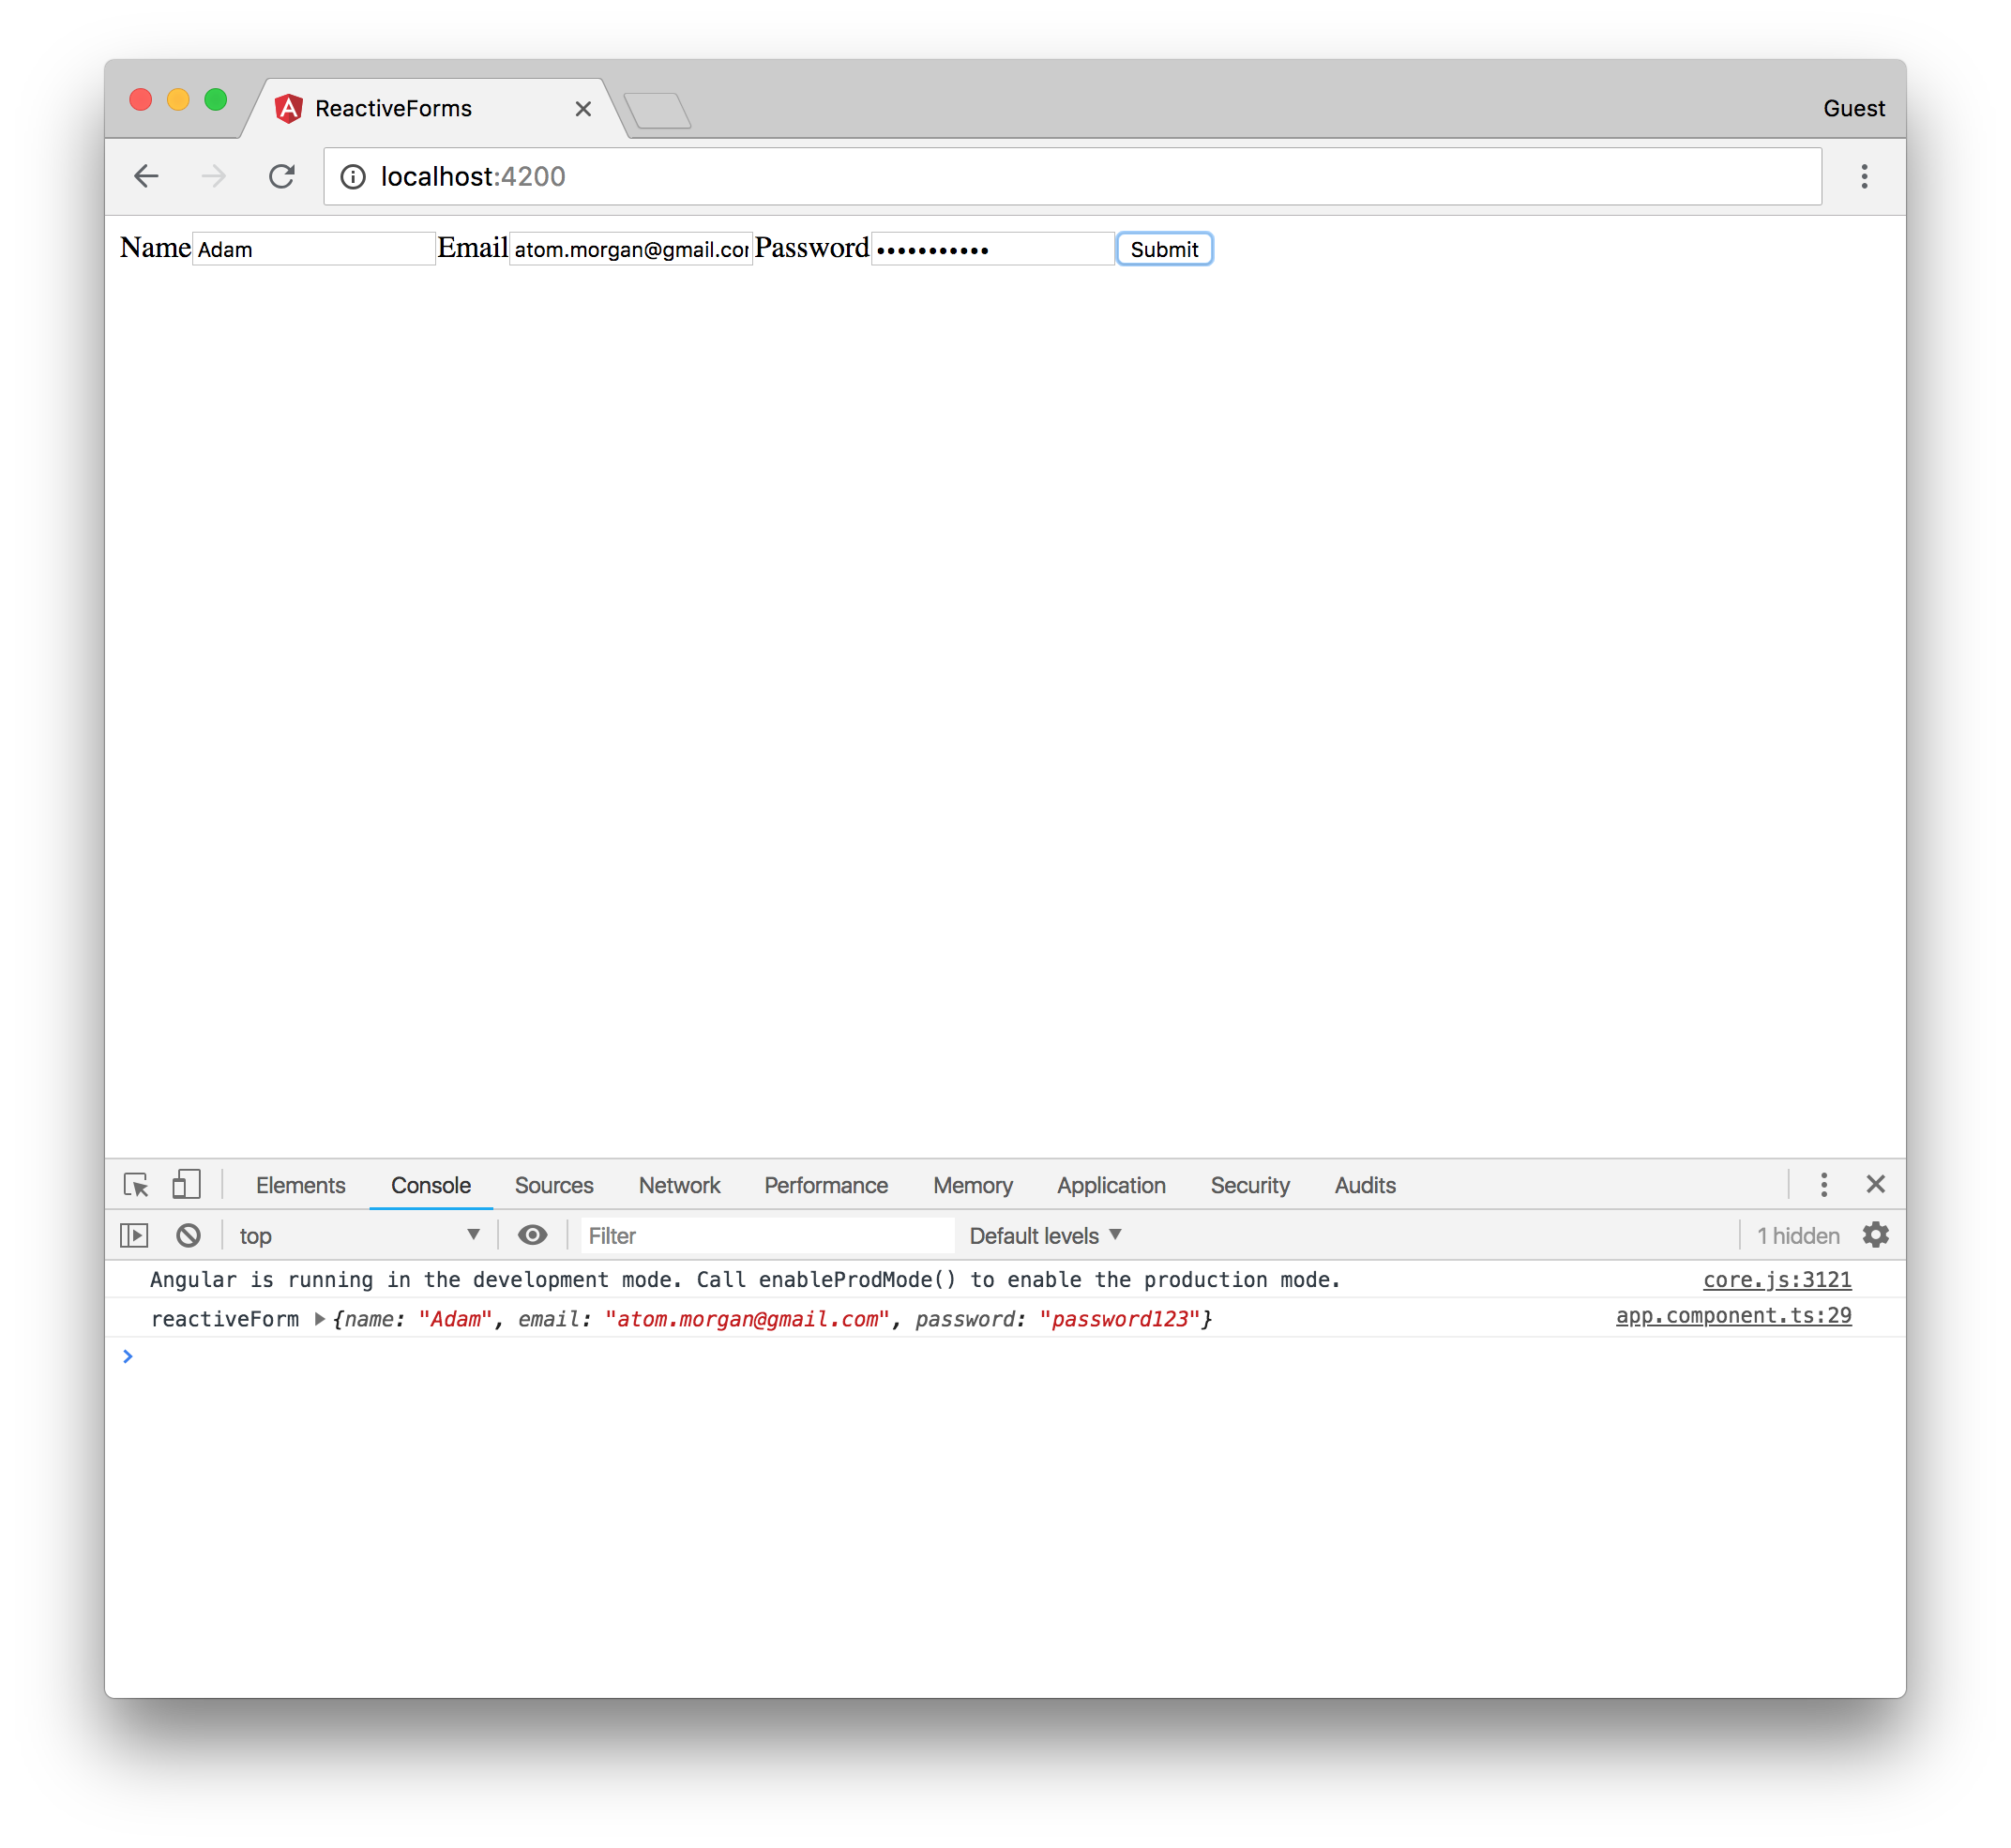 ReactiveForms
Guest
localhost:4200
Name Adam Email atom.morgan@gmail.com Password ••••••••••• Submit
Elements Console Sources Network Performance Memory Application Security Audits
top Filter Default levels 1 hidden
Angular is running in the development mode. Call enableProdMode() to enable the production mode. core.js:3121
reactiveForm {name: "Adam", email: "atom.morgan@gmail.com", password: "password123"} app.component.ts:29